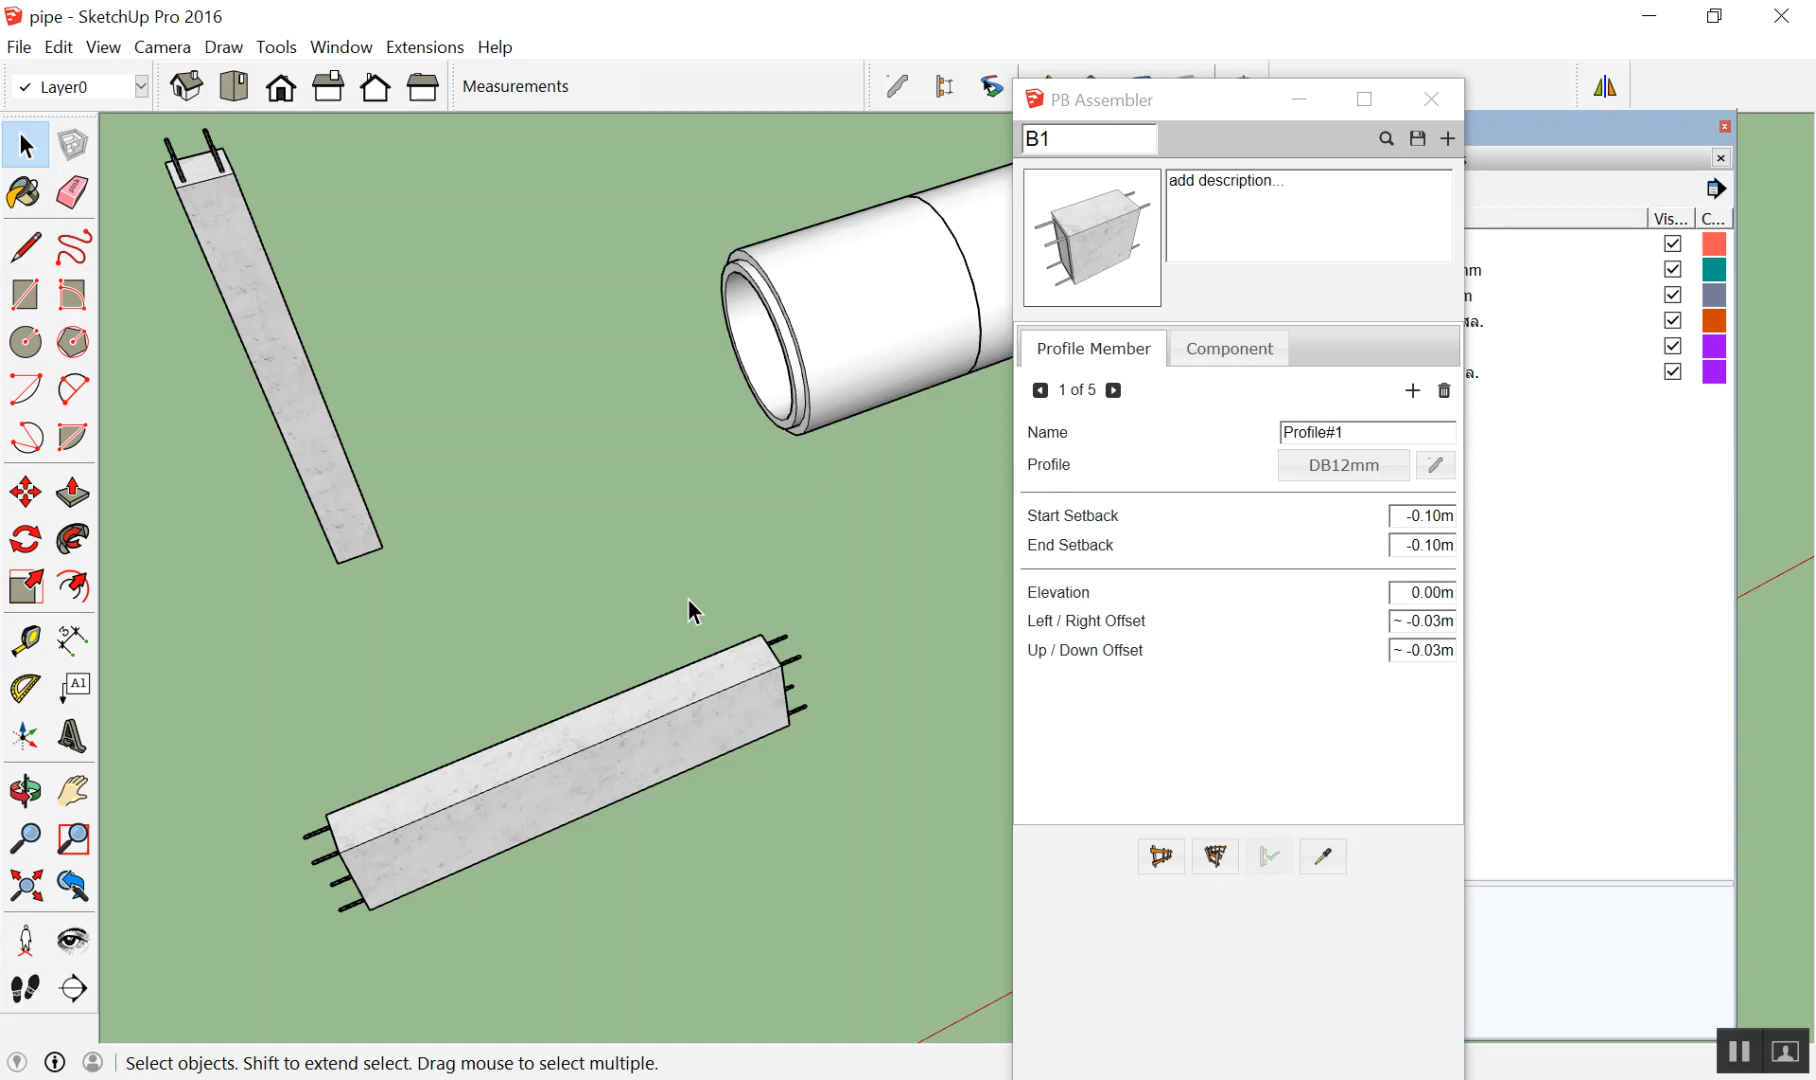 pipe - SketchUp Pro 2016
File Edit View Camera Draw Tools Window Extensions Help
Layer0
Measurements
PB Assembler
B1
add description...
Vis... C...
Profile Member Component
1 of 5
Name Profile#1
Profile DB12mm
Start Setback -0.10m
End Setback -0.10m
Elevation 0.00m
Left / Right Offset ~ -0.03m
Up / Down Offset ~ -0.03m
A1
Select objects. Shift to extend select. Drag mouse to select multiple.